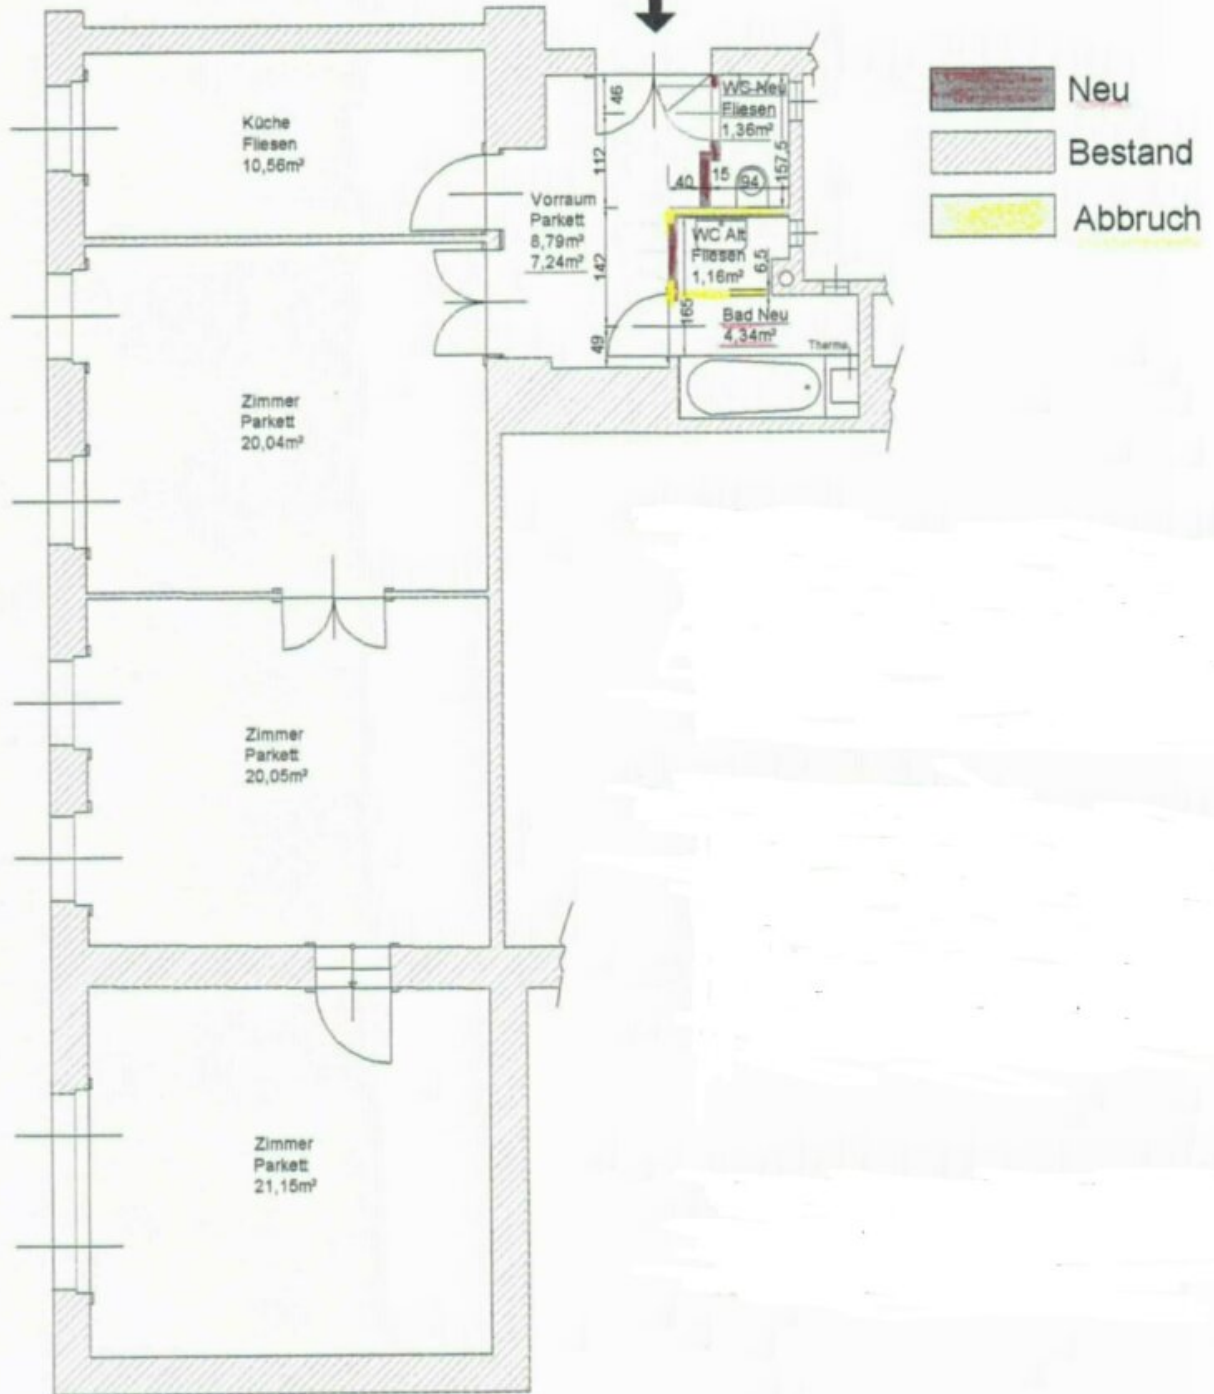 Neu
Bestand
Abbruch
Küche
Fliesen
10,56m²
46
WS Neu
Fliesen
1,36m²
112
157,5
40
15
94
Vorraum
Parkett
8,79m²
7,24m²
142
WC Alt
Fliesen
1,16m²
6,5
165
49
Bad Neu
4,34m²
Therme
Zimmer
Parkett
20,04m²
Zimmer
Parkett
20,05m²
Zimmer
Parkett
21,15m²